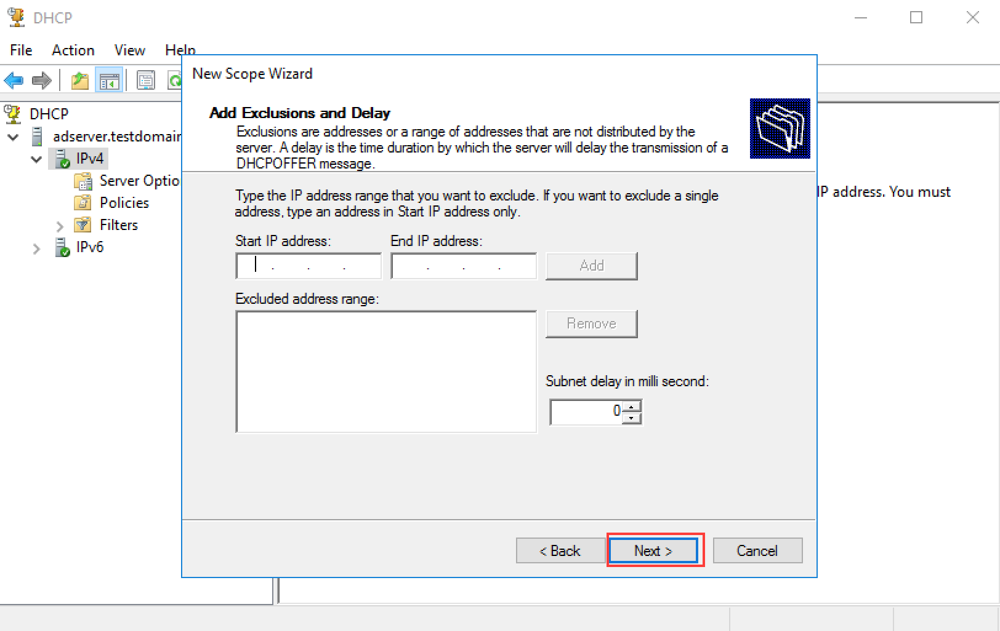 DHCP
File Action View Help
New Scope Wizard
Add Exclusions and Delay
Exclusions are addresses or a range of addresses that are not distributed by the
server. A delay is the time duration by which the server will delay the transmission of a
DHCPOFFER message.
DHCP
adserver.testdomain
IPv4
Server Optio
Policies
Filters
IPv6
IP address. You must
Type the IP address range that you want to exclude. If you want to exclude a single
address, type an address in Start IP address only.
Start IP address: End IP address:
. . . . . . Add
Excluded address range:
Remove
Subnet delay in milli second:
0
< Back Next > Cancel